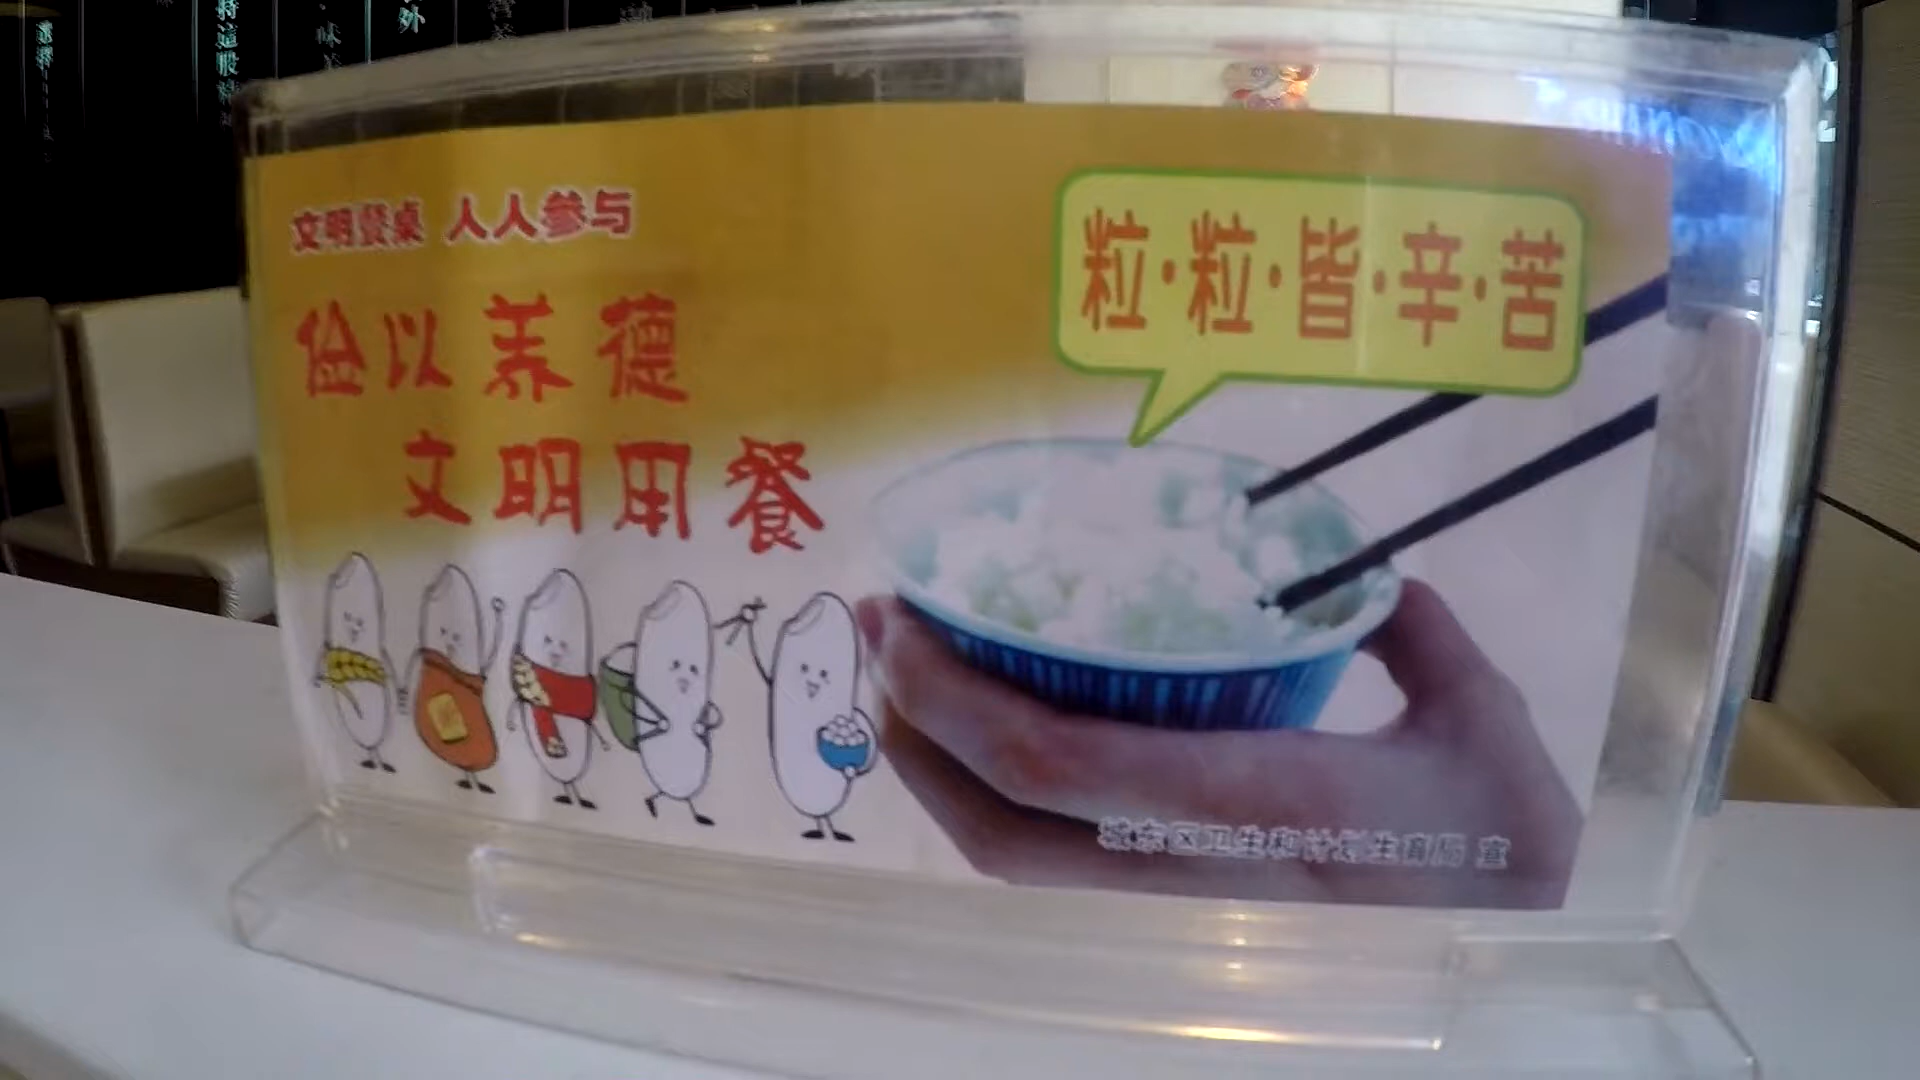 文明餐桌 人人参与
俭以养德
文明用餐
粒·粒·皆·辛·苦
城东区卫生和计划生育局 宣